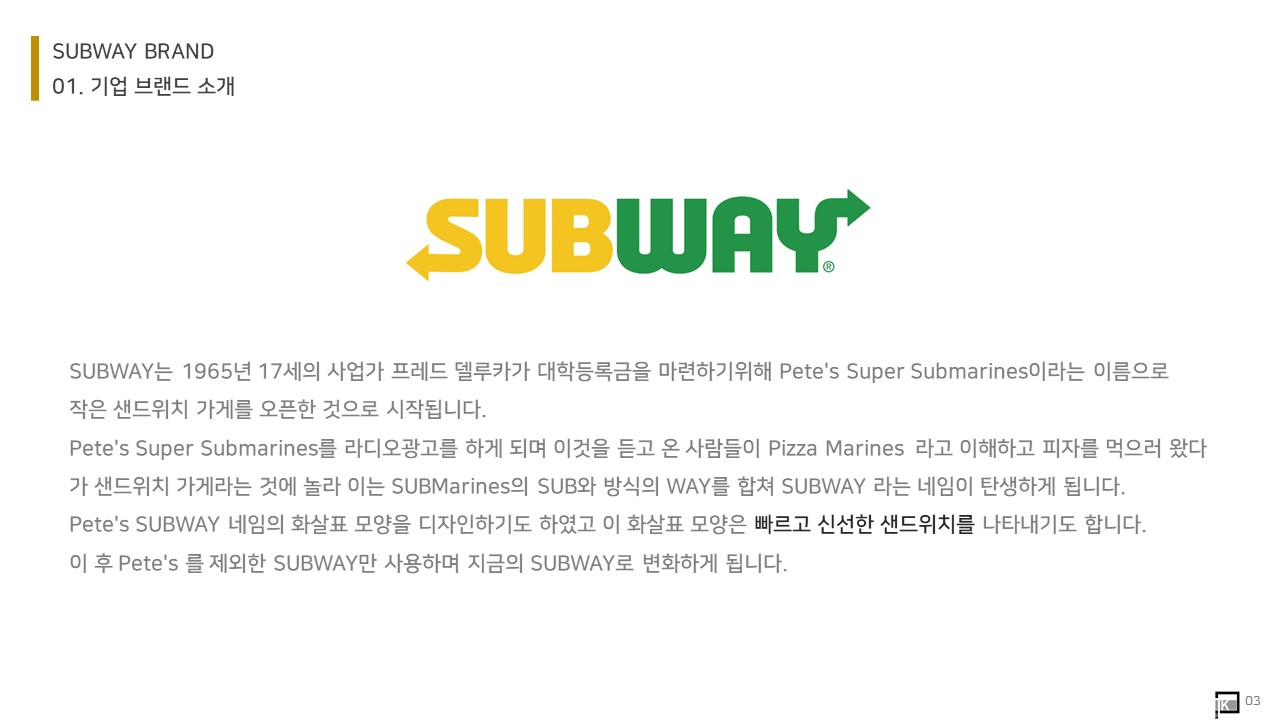 SUBWAY BRAND
01. 기업 브랜드 소개
SUBWAY®
SUBWAY는 1965년 17세의 사업가 프레드 델루카가 대학등록금을 마련하기위해 Pete's Super Submarines이라는 이름으로
작은 샌드위치 가게를 오픈한 것으로 시작됩니다.
Pete's Super Submarines를 라디오광고를 하게 되며 이것을 듣고 온 사람들이 Pizza Marines 라고 이해하고 피자를 먹으러 왔다
가 샌드위치 가게라는 것에 놀라 이는 SUBMarines의 SUB와 방식의 WAY를 합쳐 SUBWAY 라는 네임이 탄생하게 됩니다.
Pete's SUBWAY 네임의 화살표 모양을 디자인하기도 하였고 이 화살표 모양은 빠르고 신선한 샌드위치를 나타내기도 합니다.
이 후 Pete's 를 제외한 SUBWAY만 사용하며 지금의 SUBWAY로 변화하게 됩니다.
03